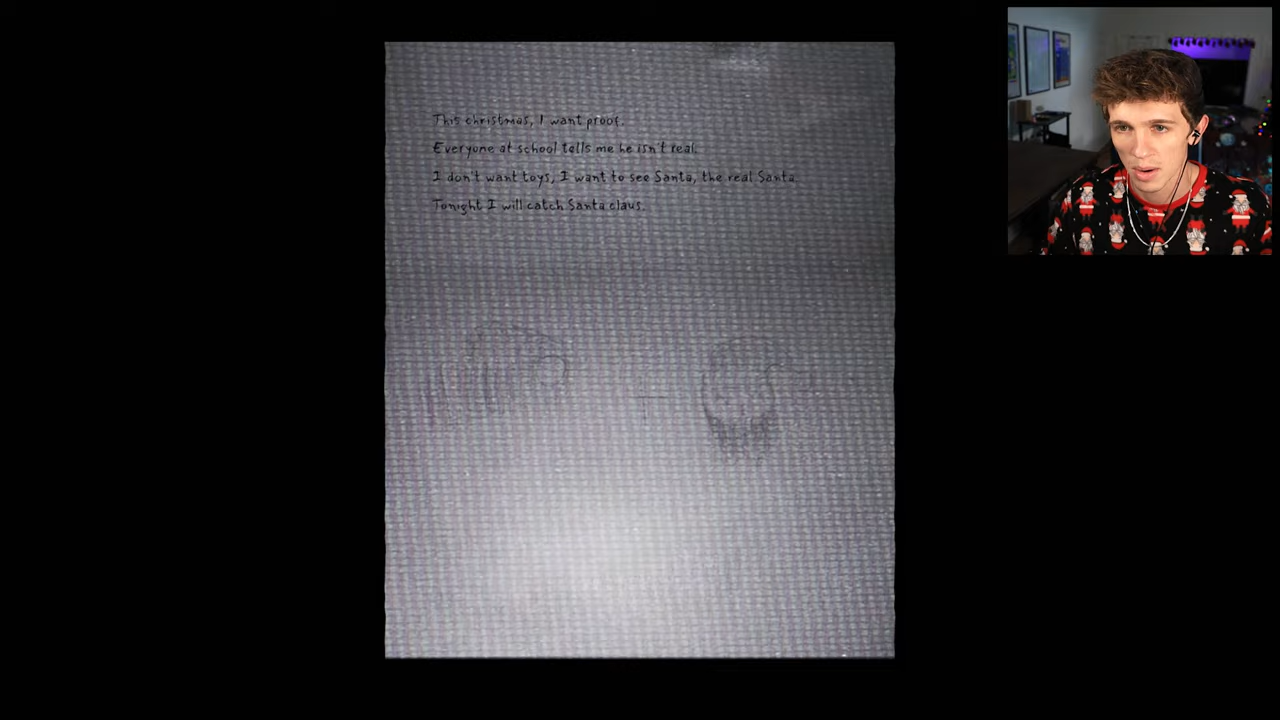 This christmas, I want proof.
Everyone at school tells me he isn't real.
I don't want toys, I want to see Santa, the real Santa.
Tonight I will catch Santa claus.